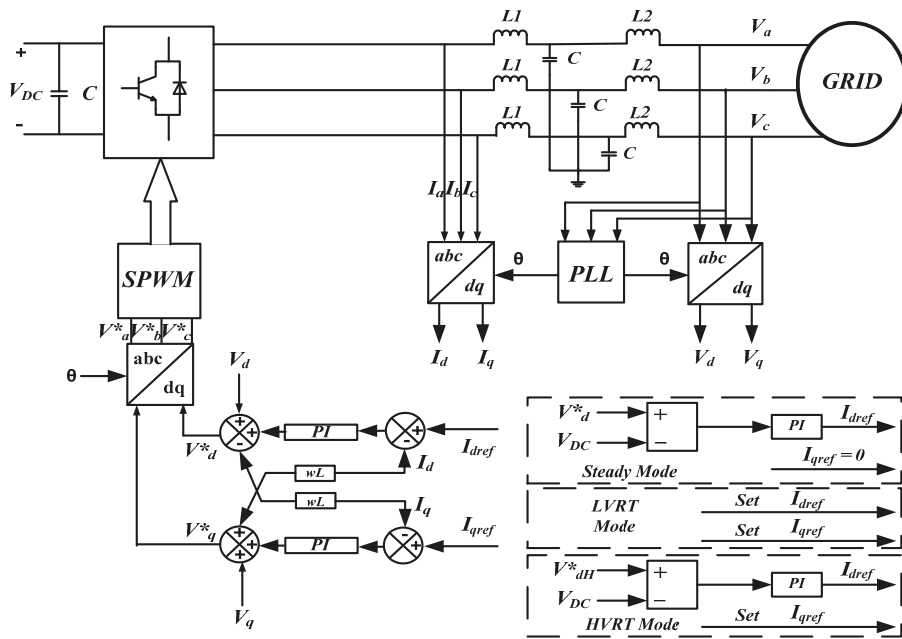 L1 L2 V_a
+ V_DC - C
C
L1 L2 V_b
C
L1 L2 V_c
C
GRID
I_a I_b I_c
abc
dq
θ PLL θ
abc
dq
I_d I_q
V_d V_q
SPWM
V*_a V*_b V*_c
abc
dq
θ
V_d
+
+
-
V*_d
PI
+
-
I_dref
I_d
wL
wL
I_q
V*_q
+
+
+
PI
-
+
I_qref
V_q
V*_d + PI I_dref
V_DC −
Steady Mode I_qref = 0
LVRT
Mode
Set I_dref
Set I_qref
V*_dH + PI I_dref
V_DC −
HVRT Mode Set I_qref